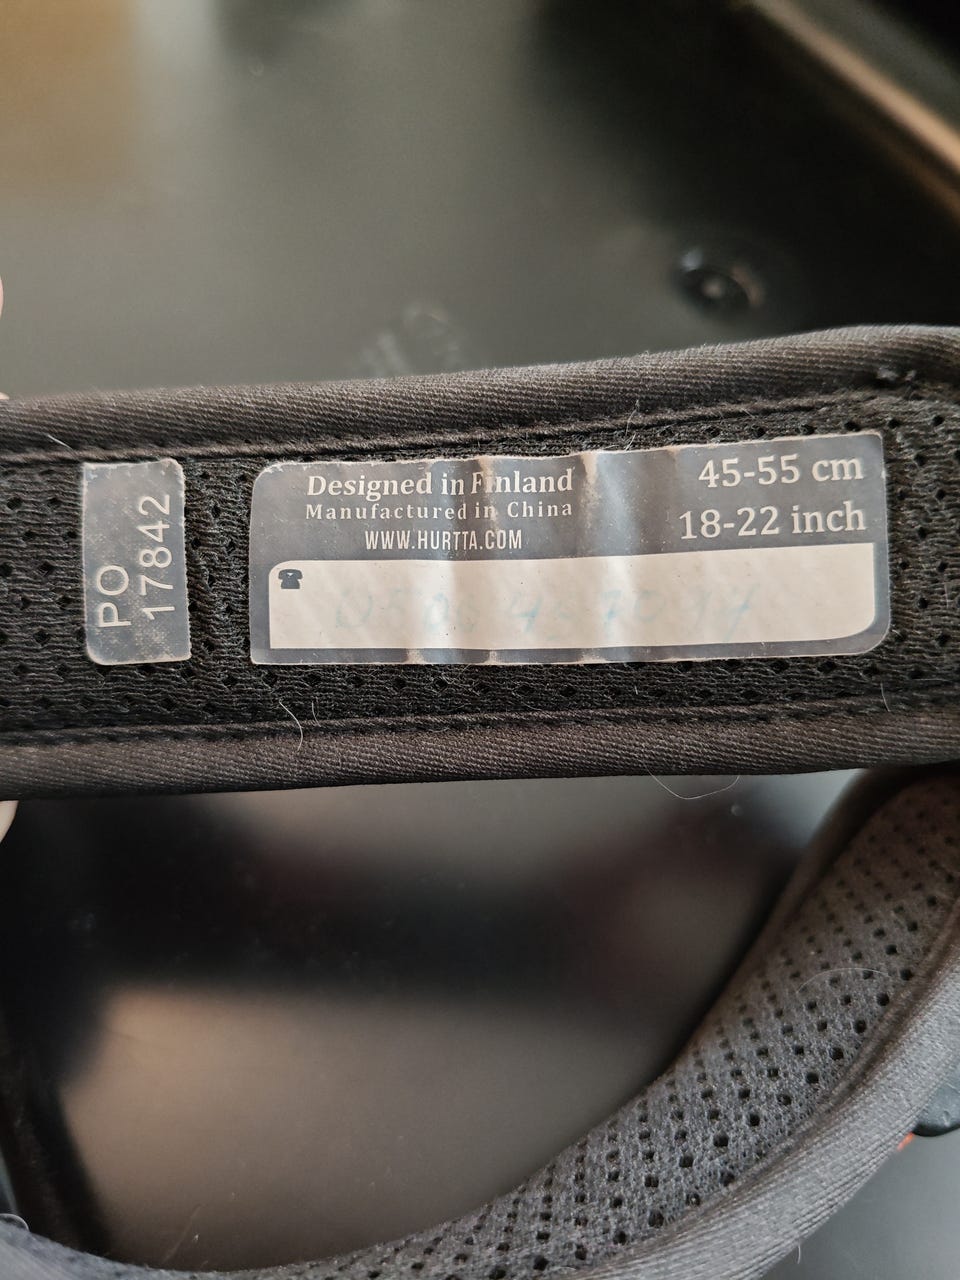 PO
17842
Designed in Finland
Manufactured in China
WWW.HURTTA.COM
45-55 cm
18-22 inch